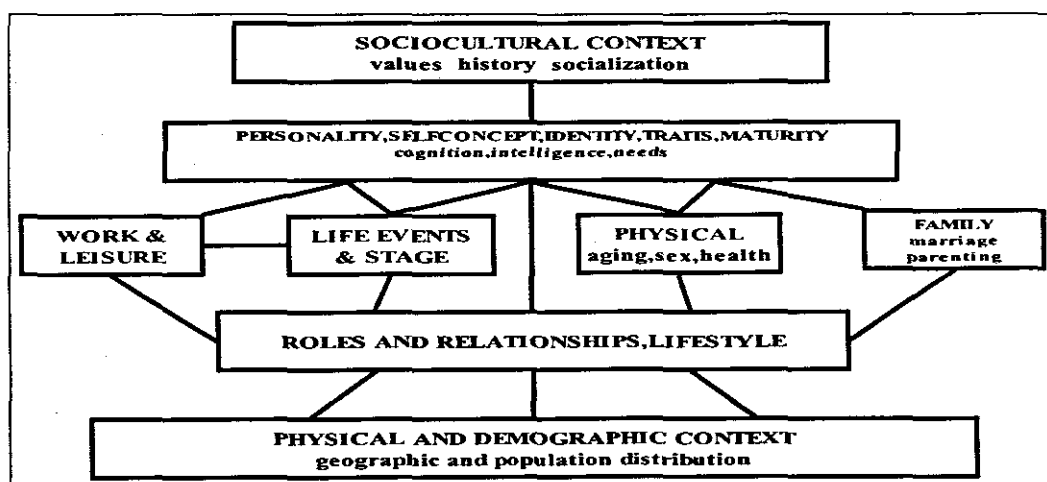 SOCIOCULTURAL CONTEXT
values history socialization
PERSONALITY,SELFCONCEPT,IDENTITY,TRAITS,MATURITY
cognition,intelligence,needs
WORK &
LEISURE
LIFE EVENTS
& STAGE
PHYSICAL
aging,sex,health
FAMILY
marriage
parenting
ROLES AND RELATIONSHIPS,LIFESTYLE
PHYSICAL AND DEMOGRAPHIC CONTEXT
geographic and population distribution